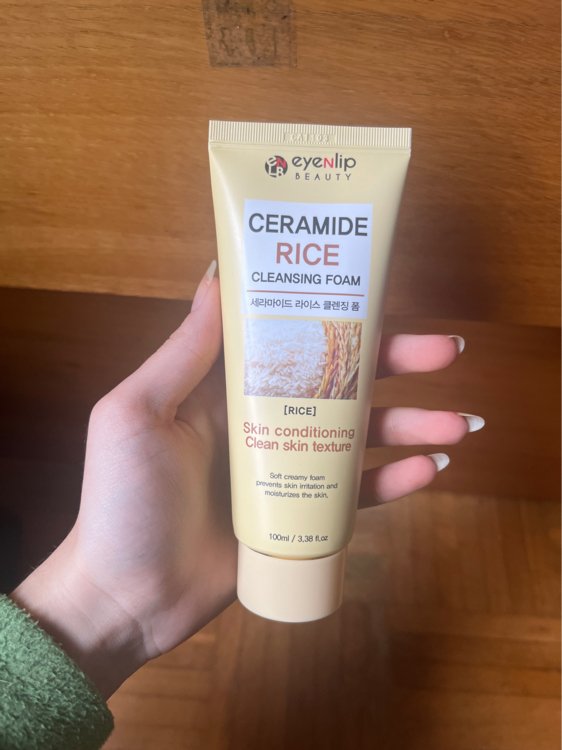 eyeNlip
BEAUTY
CERAMIDE
RICE
CLEANSING FOAM
세라마이드 라이스 클렌징 폼
[RICE]
Skin conditioning
Clean skin texture
Soft creamy foam
prevents skin irritation and
moisturizes the skin.
100ml / 3,38 fl.oz